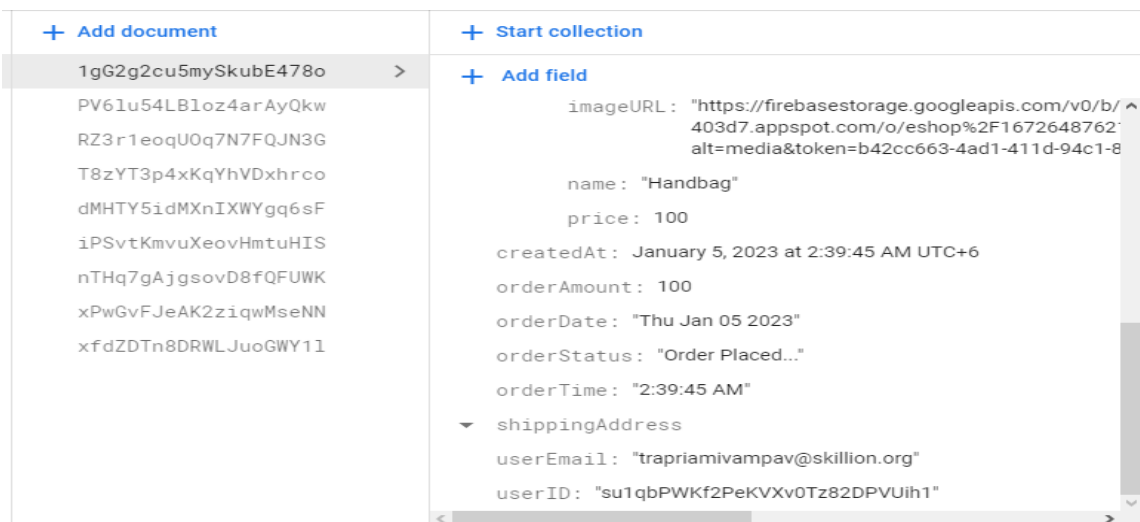 + Add document
1gG2g2cu5mySkubE478o >
PV6lu54LBloz4arAyQkw
RZ3r1eoqUOq7N7FQJN3G
T8zYT3p4xKqYhVDxhrco
dMHTY5idMXnIXWYgq6sF
iPSvtKmvuXeovHmtuHIS
nTHq7gAjgsovD8fQFUWK
xPwGvFJeAK2ziqwMseNN
xfdZDTn8DRWLJuoGWY1l
+ Start collection
+ Add field
imageURL: "https://firebasestorage.googleapis.com/v0/b/
403d7.appspot.com/o/eshop%2F16726487621
alt=media&token=b42cc663-4ad1-411d-94c1-8
name: "Handbag"
price: 100
createdAt: January 5, 2023 at 2:39:45 AM UTC+6
orderAmount: 100
orderDate: "Thu Jan 05 2023"
orderStatus: "Order Placed..."
orderTime: "2:39:45 AM"
shippingAddress
userEmail: "trapriamivampav@skillion.org"
userID: "su1qbPWKf2PeKVXv0Tz82DPVUih1"